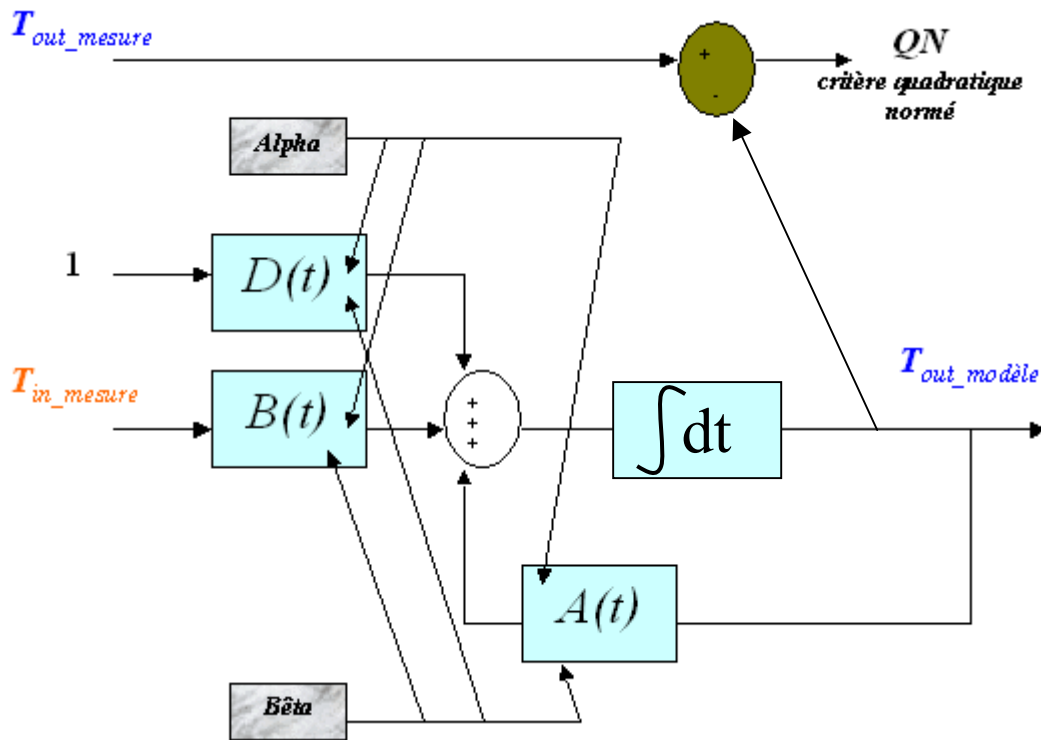 T_out_mesure
QN
critère quadratique
normé
+
-
Alpha
1
D(t)
T_in_mesure
B(t)
+
+
+
∫dt
T_out_modèle
A(t)
Bêta